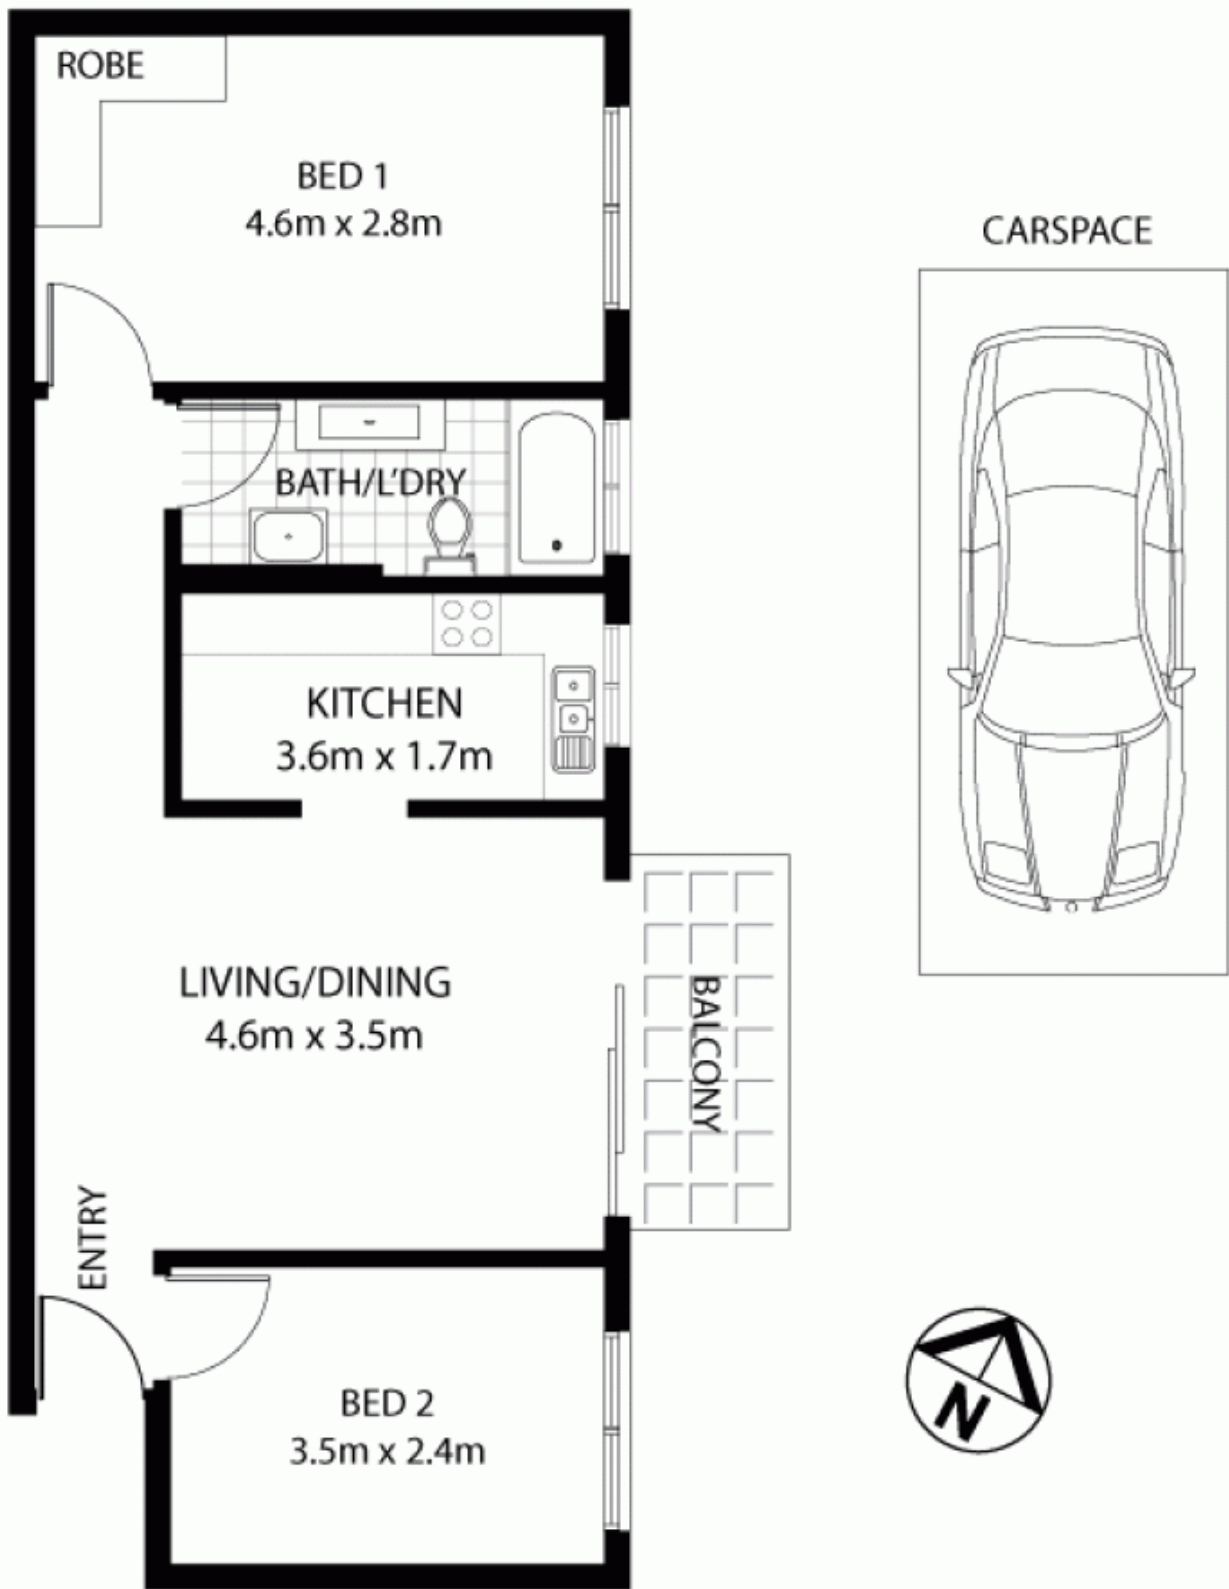 ROBE
BED 1
4.6m x 2.8m
CARSPACE
BATH/L'DRY
KITCHEN
3.6m x 1.7m
LIVING/DINING
4.6m x 3.5m
BALCONY
ENTRY
BED 2
3.5m x 2.4m
N